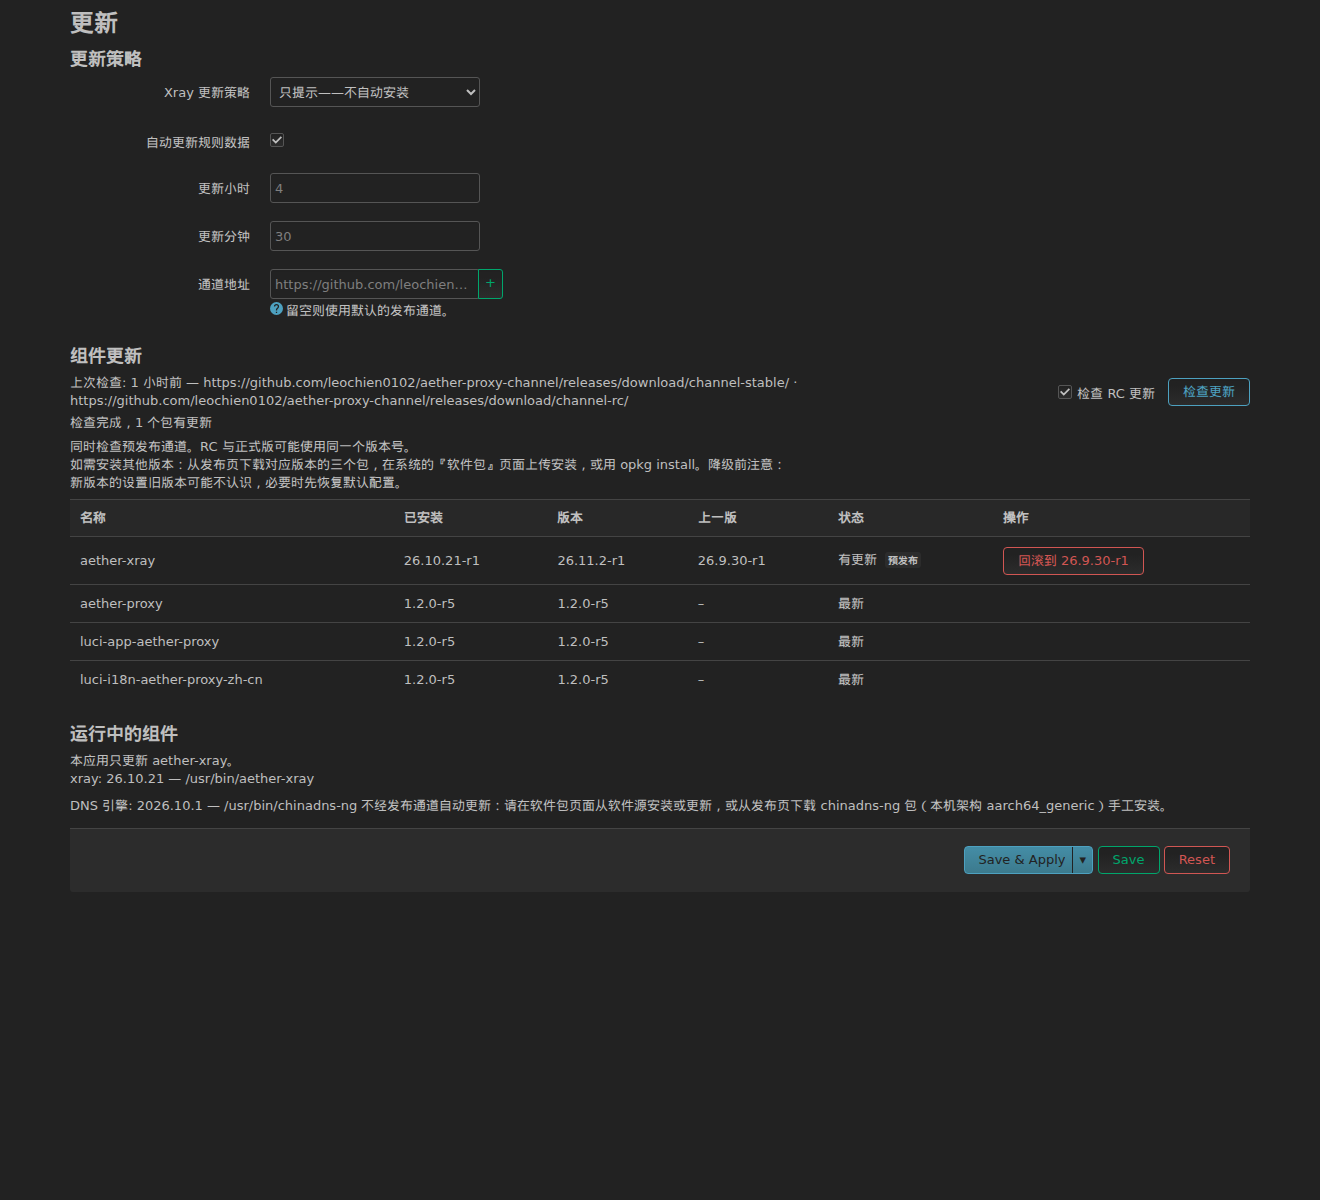 更新
更新策略
Xray 更新策略 只提示——不自动安装
自动更新规则数据
更新小时 4
更新分钟 30
通道地址 https://github.com/leochien... +
? 留空则使用默认的发布通道。
组件更新
上次检查: 1 小时前 — https://github.com/leochien0102/aether-proxy-channel/releases/download/channel-stable/ ·
https://github.com/leochien0102/aether-proxy-channel/releases/download/channel-rc/
检查 RC 更新 检查更新
检查完成，1 个包有更新
同时检查预发布通道。RC 与正式版可能使用同一个版本号。
如需安装其他版本：从发布页下载对应版本的三个包，在系统的『软件包』页面上传安装，或用 opkg install。降级前注意：
新版本的设置旧版本可能不认识，必要时先恢复默认配置。
名称 已安装 版本 上一版 状态 操作
aether-xray 26.10.21-r1 26.11.2-r1 26.9.30-r1 有更新 预发布 回滚到 26.9.30-r1
aether-proxy 1.2.0-r5 1.2.0-r5 – 最新
luci-app-aether-proxy 1.2.0-r5 1.2.0-r5 – 最新
luci-i18n-aether-proxy-zh-cn 1.2.0-r5 1.2.0-r5 – 最新
运行中的组件
本应用只更新 aether-xray。
xray: 26.10.21 — /usr/bin/aether-xray
DNS 引擎: 2026.10.1 — /usr/bin/chinadns-ng 不经发布通道自动更新：请在软件包页面从软件源安装或更新，或从发布页下载 chinadns-ng 包（本机架构 aarch64_generic）手工安装。
Save & Apply ▾ Save Reset